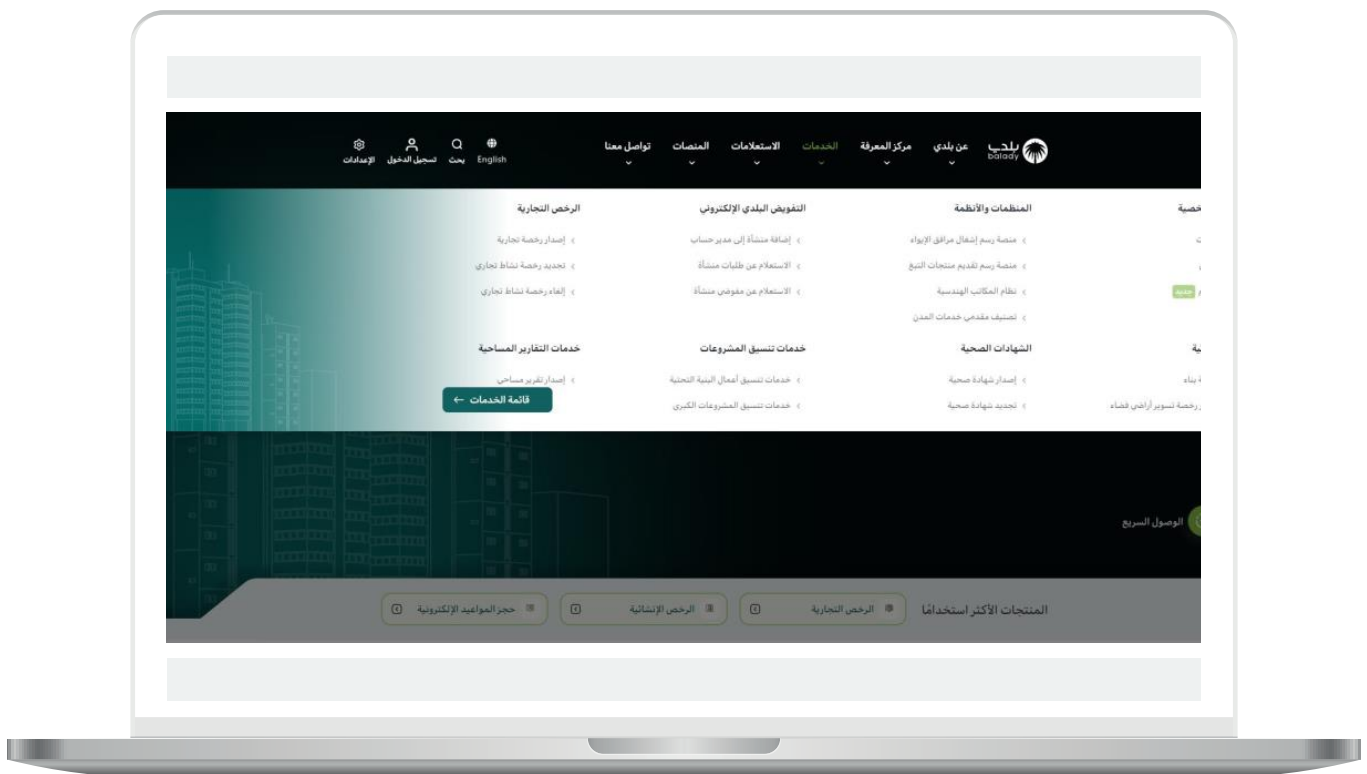 بلدي
balady
عن بلدي
مركز المعرفة
الخدمات
الاستعلامات
المنصات
تواصل معنا
English
بحث
تسجيل الدخول
الإعدادات
المنظمات والأنظمة
منصة رسم إشغال مرافق الإيواء
منصة رسم تقديم منتجات التبغ
نظام المكاتب الهندسية
تصنيف مقدمي خدمات المدن
التفويض البلدي الإلكتروني
إضافة منشأة إلى مدير حساب
الاستعلام عن طلبات منشأة
الاستعلام عن مفوضي منشأة
الرخص التجارية
إصدار رخصة تجارية
تجديد رخصة نشاط تجاري
إلغاء رخصة نشاط تجاري
جديد
بناء
رخصة تسوير أراضي فضاء
الشهادات الصحية
إصدار شهادة صحية
تجديد شهادة صحية
خدمات تنسيق المشروعات
خدمات تنسيق أعمال البنية التحتية
خدمات تنسيق المشروعات الكبرى
خدمات التقارير المساحية
إصدار تقرير مساحي
قائمة الخدمات
الوصول السريع
المنتجات الأكثر استخدامًا
الرخص التجارية
الرخص الإنشائية
حجز المواعيد الإلكترونية